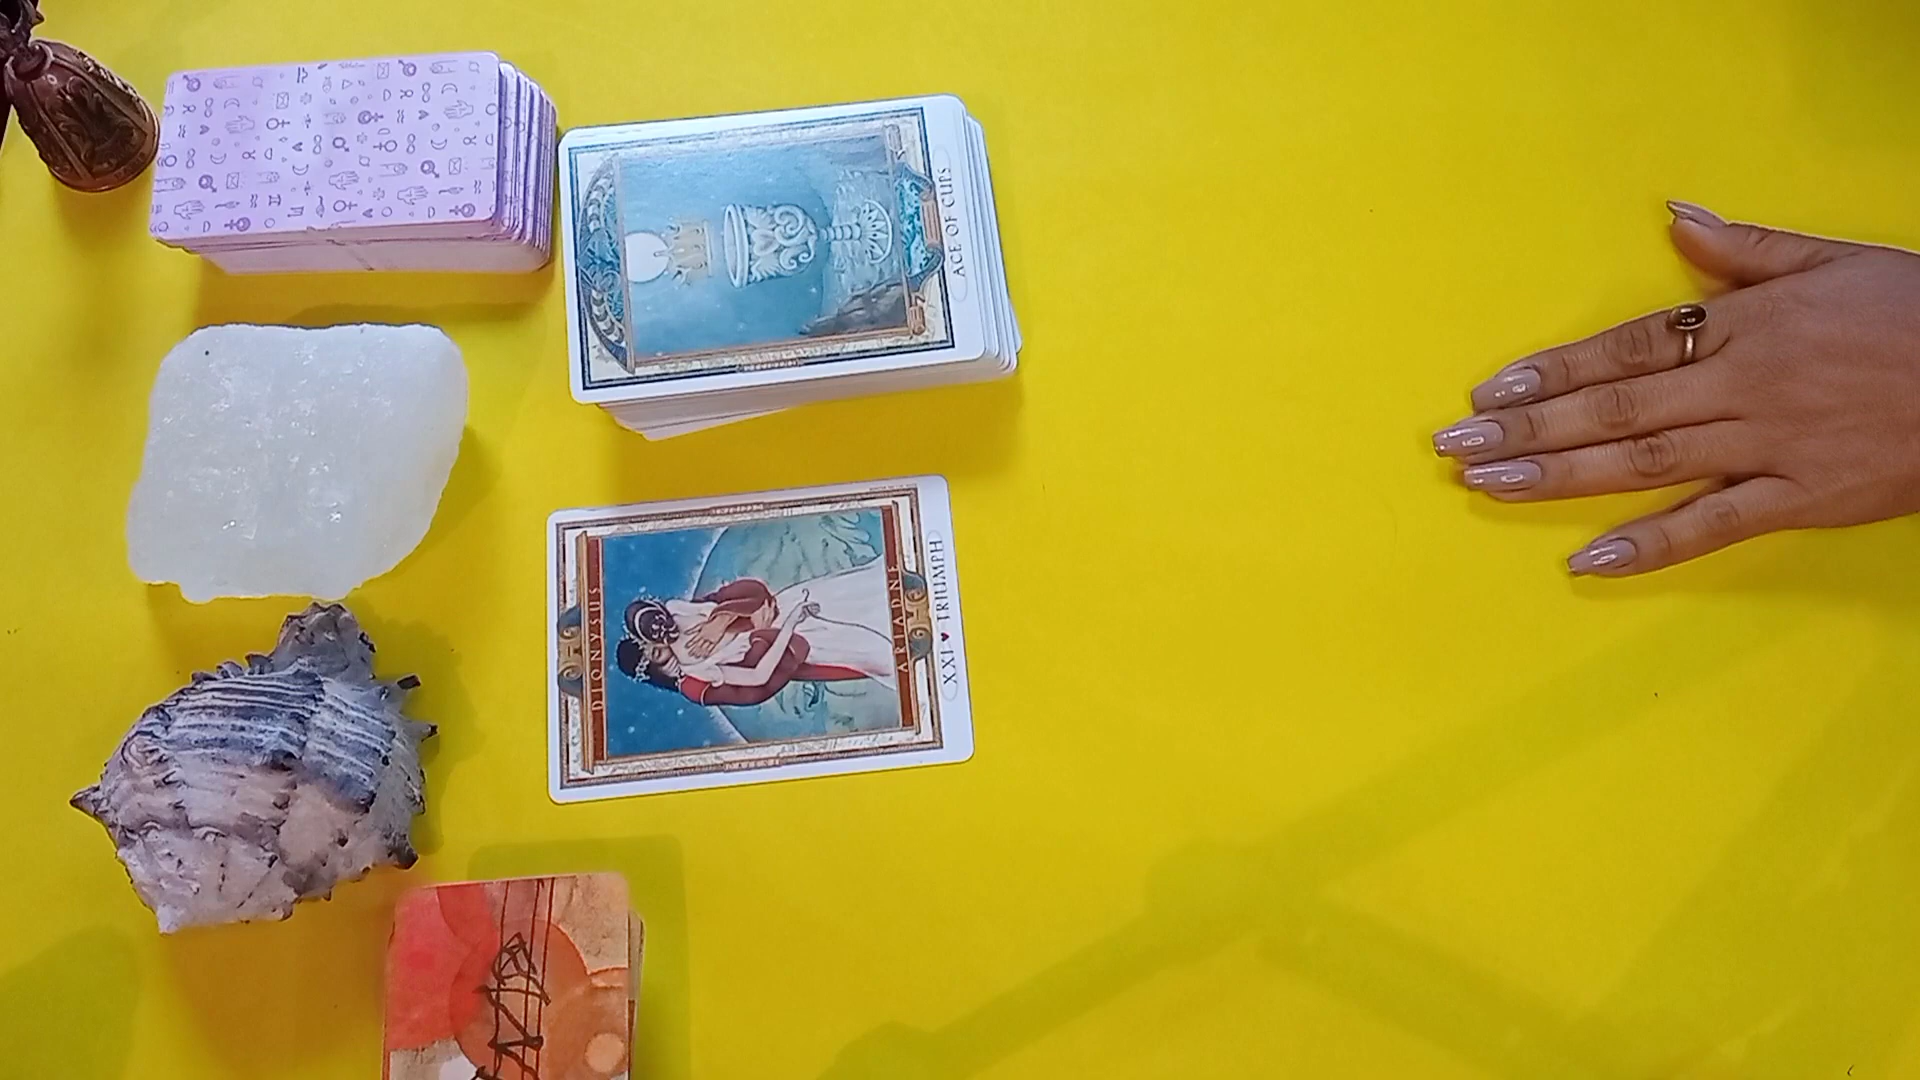 ACE OF CUPS
DIONYSUS
ARIADNE
XXI ♥ TRIUMPH